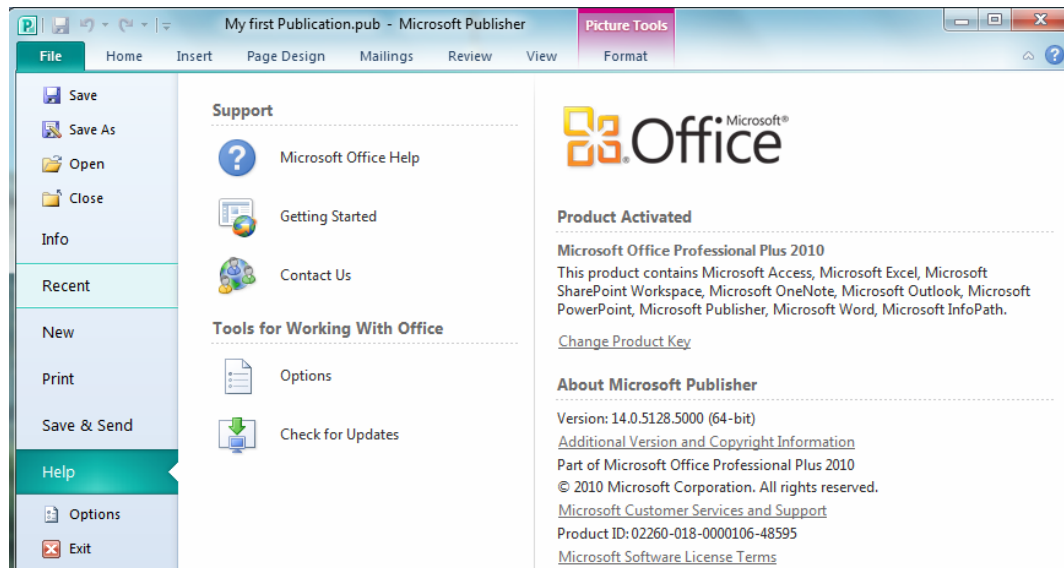 My first Publication.pub - Microsoft Publisher
Picture Tools
File Home Insert Page Design Mailings Review View Format
Save
Save As
Open
Close
Info
Recent
New
Print
Save & Send
Help
Options
Exit
Support
Microsoft Office Help
Getting Started
Contact Us
Tools for Working With Office
Options
Check for Updates
Microsoft®
Office
Product Activated
Microsoft Office Professional Plus 2010
This product contains Microsoft Access, Microsoft Excel, Microsoft
SharePoint Workspace, Microsoft OneNote, Microsoft Outlook, Microsoft
PowerPoint, Microsoft Publisher, Microsoft Word, Microsoft InfoPath.
Change Product Key
About Microsoft Publisher
Version: 14.0.5128.5000 (64-bit)
Additional Version and Copyright Information
Part of Microsoft Office Professional Plus 2010
© 2010 Microsoft Corporation. All rights reserved.
Microsoft Customer Services and Support
Product ID: 02260-018-0000106-48595
Microsoft Software License Terms